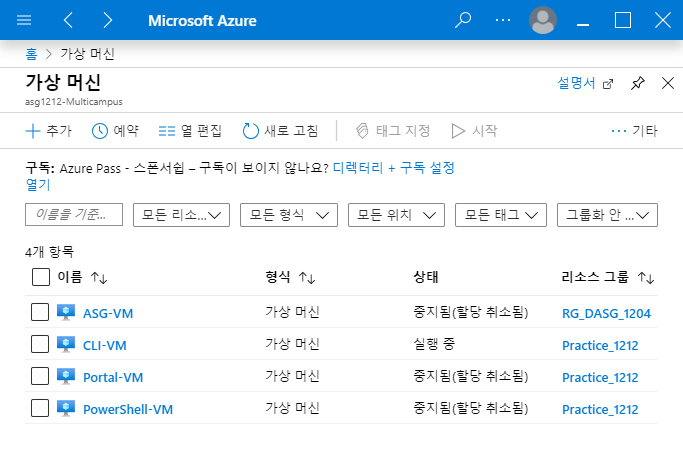 Microsoft Azure
홈 > 가상 머신
가상 머신
설명서
asg1212-Multicampus
추가 예약 열 편집 새로 고침 태그 지정 시작 기타
구독: Azure Pass - 스폰서쉽 – 구독이 보이지 않나요? 디렉터리 + 구독 설정
열기
이름을 기준... 모든 리소... 모든 형식 모든 위치 모든 태그 그룹화 안 ...
4개 항목
이름 형식 상태 리소스 그룹
ASG-VM 가상 머신 중지됨(할당 취소됨) RG_DASG_1204
CLI-VM 가상 머신 실행 중 Practice_1212
Portal-VM 가상 머신 중지됨(할당 취소됨) Practice_1212
PowerShell-VM 가상 머신 중지됨(할당 취소됨) Practice_1212